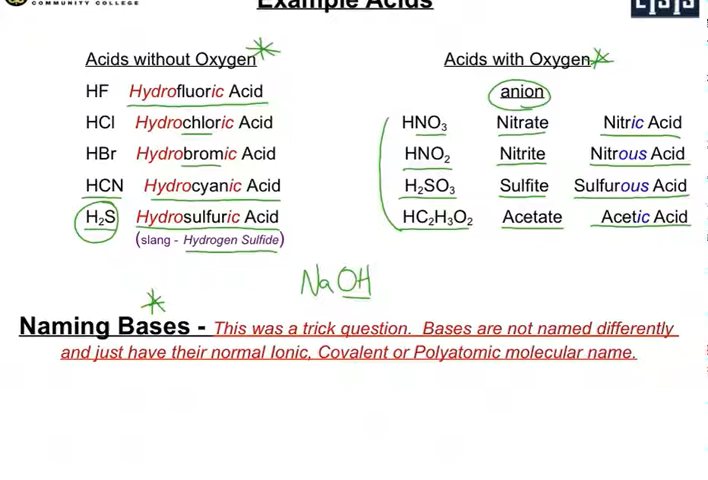 COMMUNITY COLLEGE
Example Acids
Acids without Oxygen
HF Hydrofluoric Acid
HCl Hydrochloric Acid
HBr Hydrobromic Acid
HCN Hydrocyanic Acid
H₂S Hydrosulfuric Acid
(slang - Hydrogen Sulfide)
Acids with Oxygen
anion
HNO₃ Nitrate Nitric Acid
HNO₂ Nitrite Nitrous Acid
H₂SO₃ Sulfite Sulfurous Acid
HC₂H₃O₂ Acetate Acetic Acid
NaOH
Naming Bases - This was a trick question. Bases are not named differently
and just have their normal Ionic, Covalent or Polyatomic molecular name.